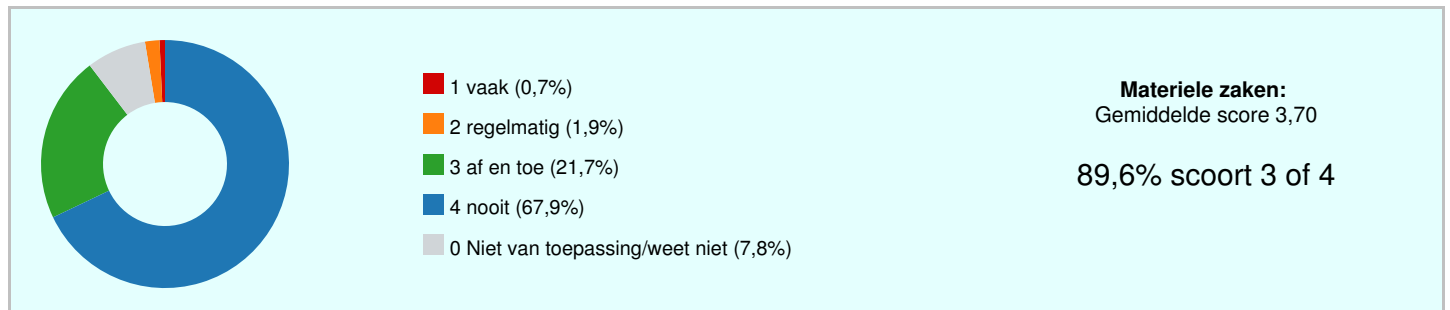 1 vaak (0,7%)
2 regelmatig (1,9%)
3 af en toe (21,7%)
4 nooit (67,9%)
0 Niet van toepassing/weet niet (7,8%)
Materiele zaken:
Gemiddelde score 3,70
89,6% scoort 3 of 4